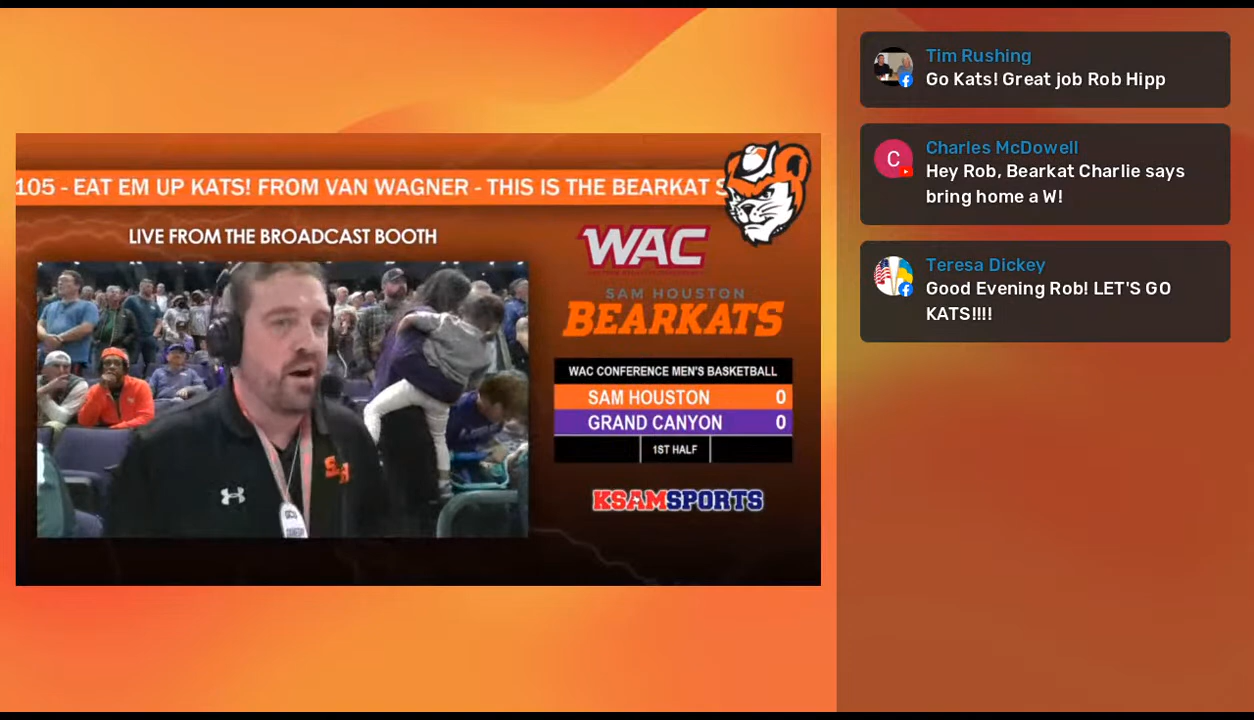 105 - EAT EM UP KATS! FROM VAN WAGNER - THIS IS THE BEARKAT S
LIVE FROM THE BROADCAST BOOTH
WAC
SAM HOUSTON
BEARKATS
WAC CONFERENCE MEN'S BASKETBALL
SAM HOUSTON 0
GRAND CANYON 0
1ST HALF
KSAMSPORTS
SH
Tim Rushing
Go Kats! Great job Rob Hipp
C
Charles McDowell
Hey Rob, Bearkat Charlie says
bring home a W!
Teresa Dickey
Good Evening Rob! LET'S GO
KATS!!!!